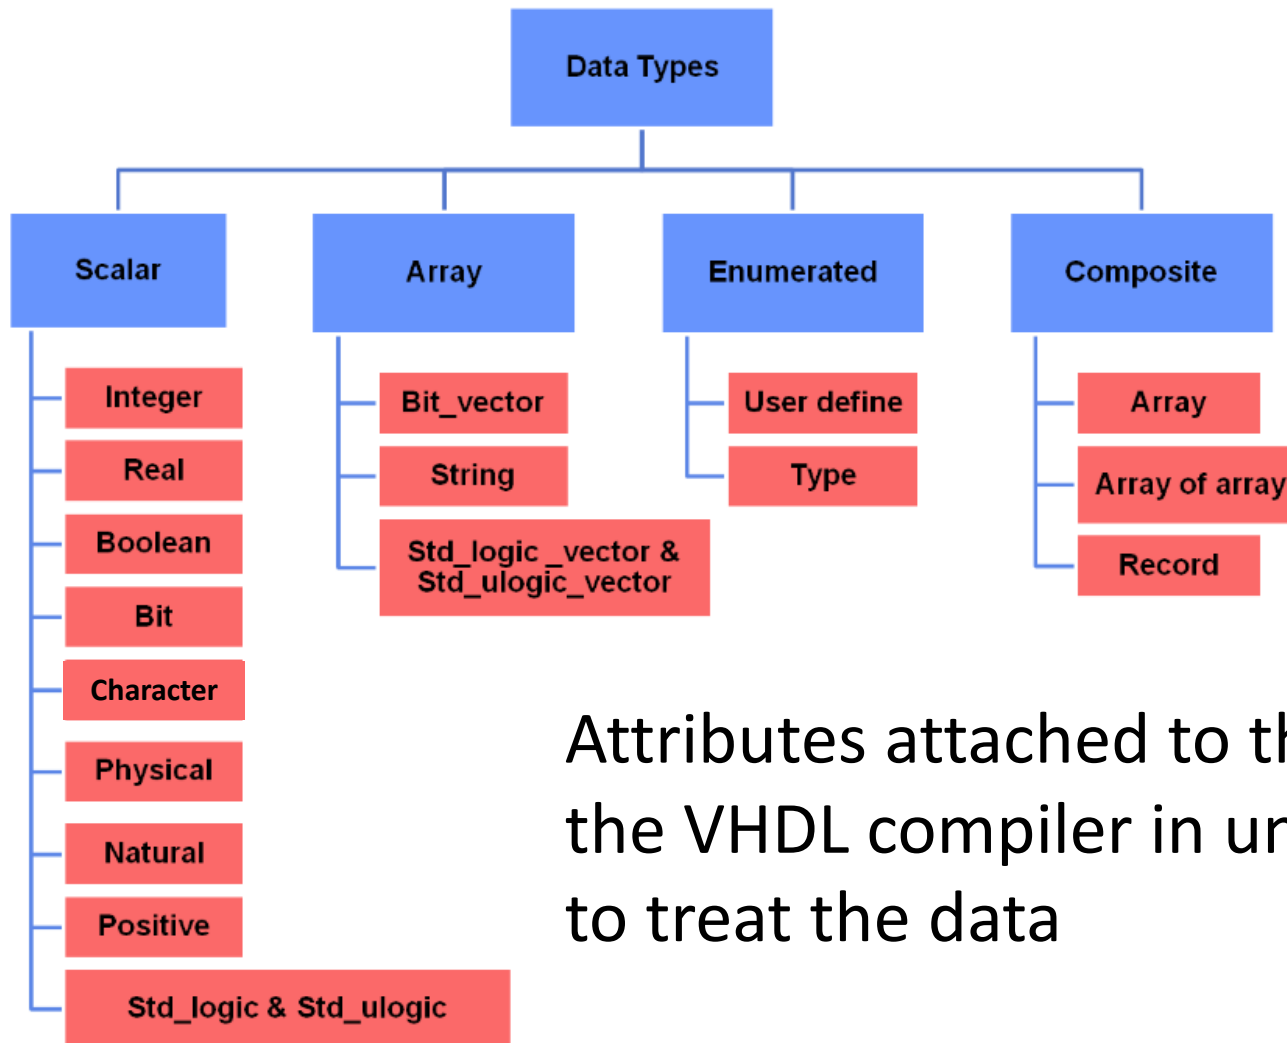 Data Types
Scalar
Integer
Real
Boolean
Bit
Character
Physical
Natural
Positive
Std_logic & Std_ulogic
Array
Bit_vector
String
Std_logic _vector &
Std_ulogic_vector
Enumerated
User define
Type
Composite
Array
Array of array
Record
Attributes attached to
the VHDL compiler in
to treat the data